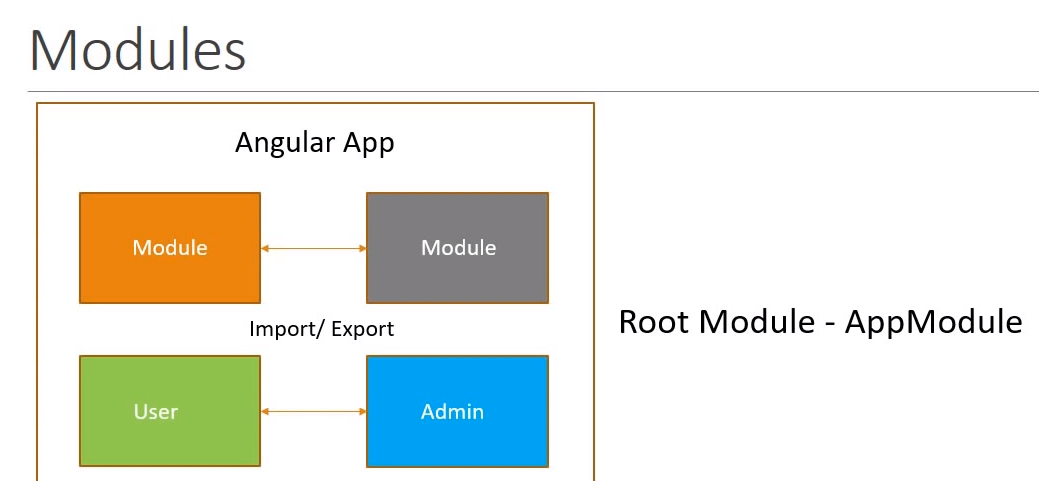 Modules
Angular App
Module
Module
Import/ Export
Root Module - AppModule
User
Admin